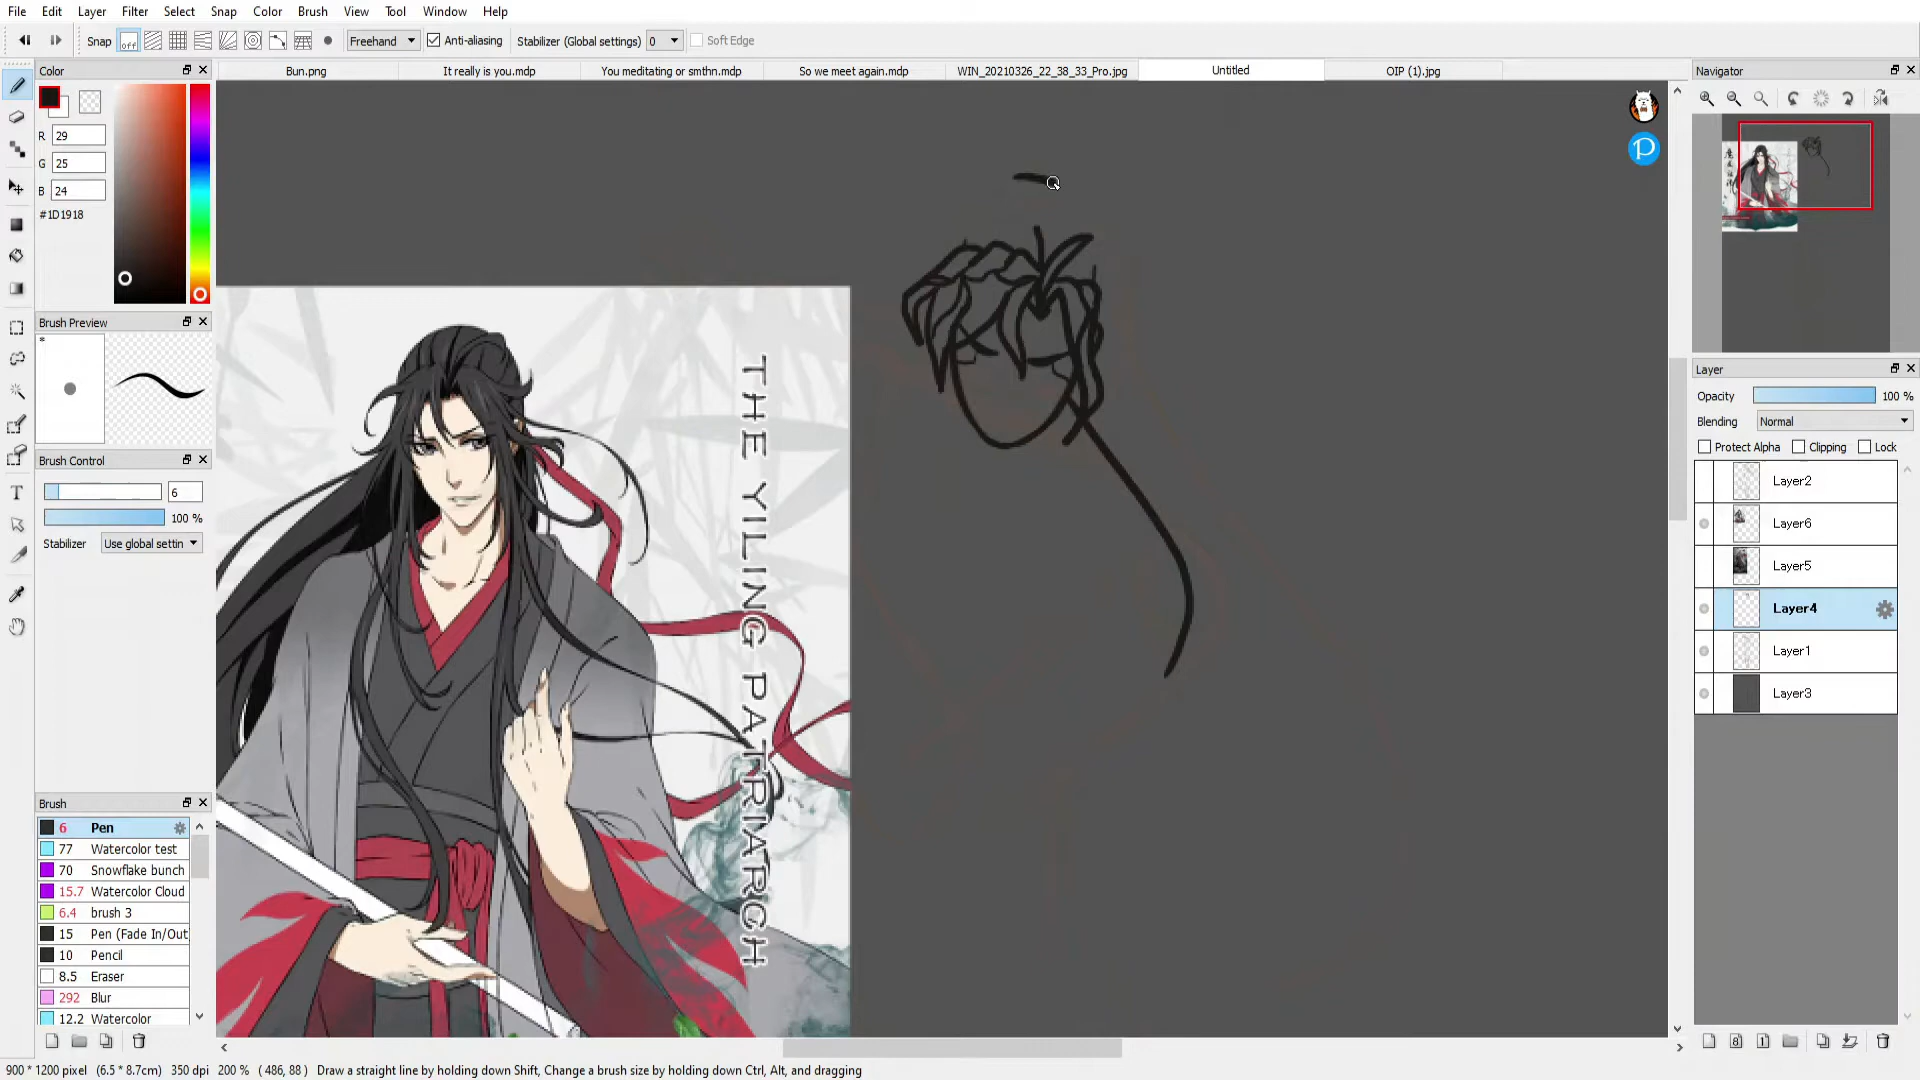 File Edit Layer Filter Select Snap Color Brush View Tool Window Help
Snap off Freehand Anti-aliasing Stabilizer (Global settings) 0 Soft Edge
Color
Bun.png It really is you.mdp You meditating or smthn.mdp So we meet again.mdp WIN_20210326_22_38_33_Pro.jpg Untitled OIP (1).jpg
Navigator
R 29
G 25
B 24
#1D1918
Brush Preview
*
Brush Control
6
100 %
Stabilizer Use global settin
Brush
6 Pen
77 Watercolor test
70 Snowflake bunch
15.7 Watercolor Cloud
6.4 brush 3
15 Pen (Fade In/Out
10 Pencil
8.5 Eraser
292 Blur
12.2 Watercolor
THE YILING PATRIARCH
P
Layer
Opacity 100 %
Blending Normal
Protect Alpha Clipping Lock
Layer2
Layer6
Layer5
Layer4
Layer1
Layer3
900 * 1200 pixel (6.5 * 8.7cm) 350 dpi 200 % ( 486, 88 ) Draw a straight line by holding down Shift, Change a brush size by holding down Ctrl, Alt, and dragging